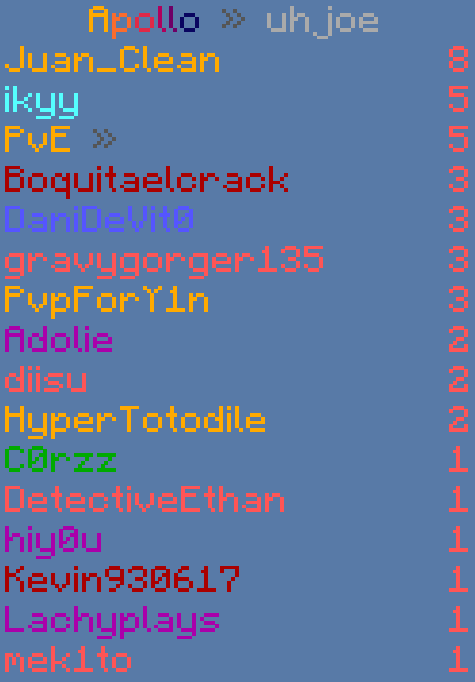 Apollo » uh_joe
Juan_Clean 8
ikyy 5
PvE » 5
Boquitaelcrack 3
DaniDeVit0 3
gravygorger135 3
PvpForY1n 3
Adolie 2
diisu 2
HyperTotodile 2
C0rzz 1
DetectiveEthan 1
hiy0u 1
Kevin930617 1
Lachyplays 1
mek1to 1